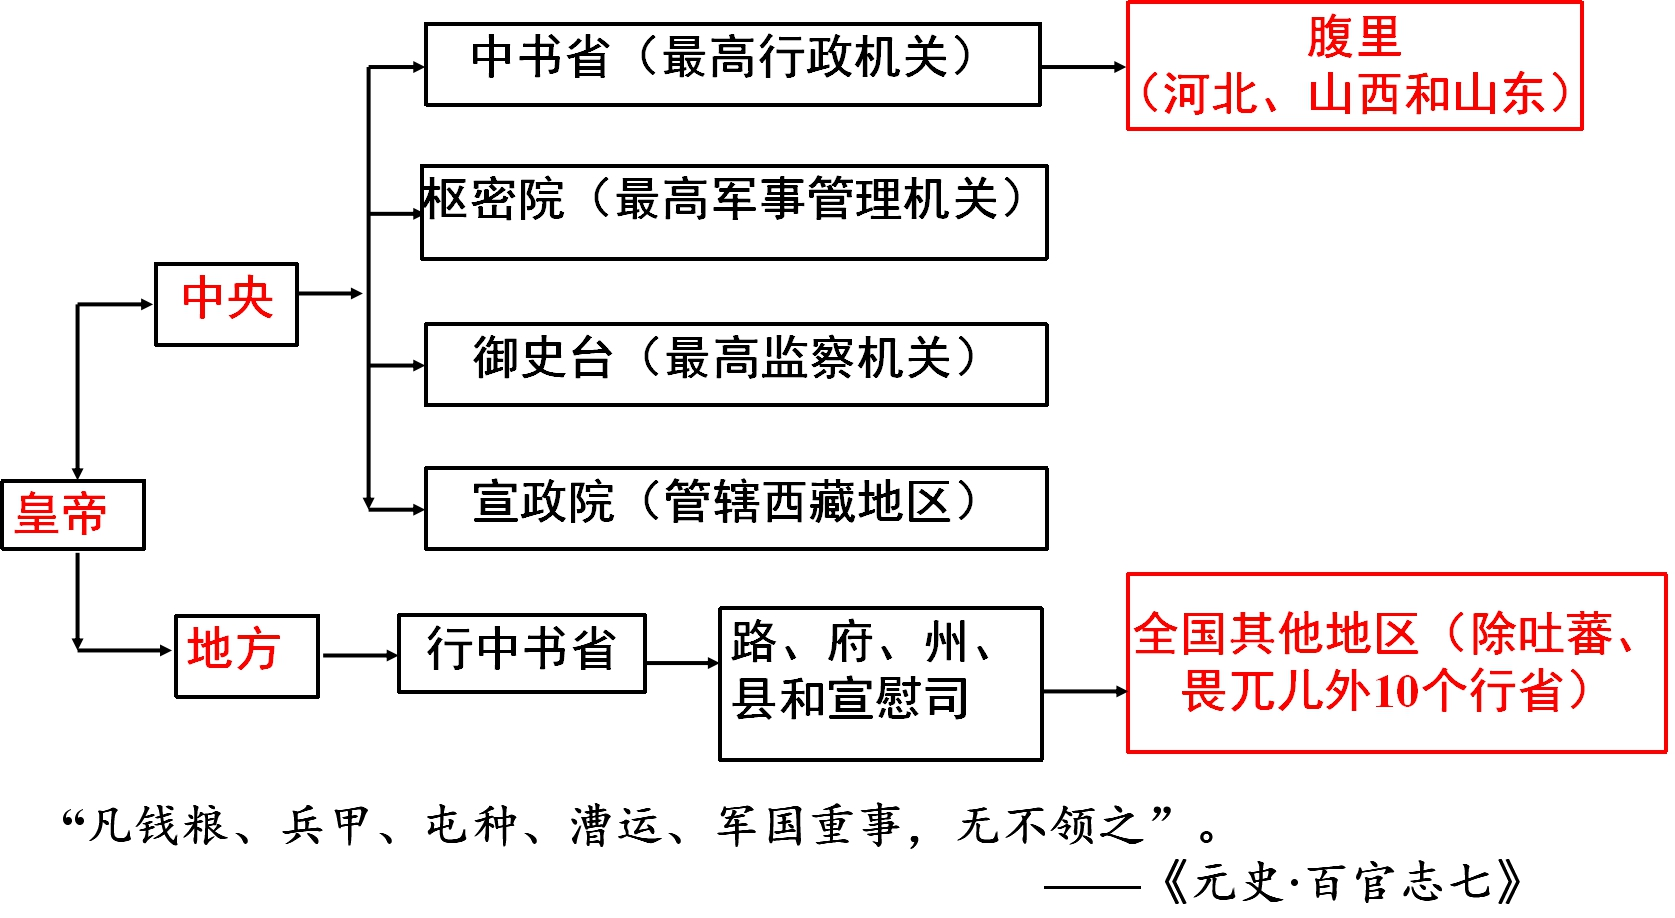 中书省（最高行政机关）
腹里
（河北、山西和山东）
枢密院（最高军事管理机关）
中央
御史台（最高监察机关）
皇帝
宣政院（管辖西藏地区）
地方
行中书省
路、府、州、
县和宣慰司
全国其他地区（除吐蕃、
畏兀儿外10个行省）
“凡钱粮、兵甲、屯种、漕运、军国重事，无不领之”。
——《元史·百官志七》